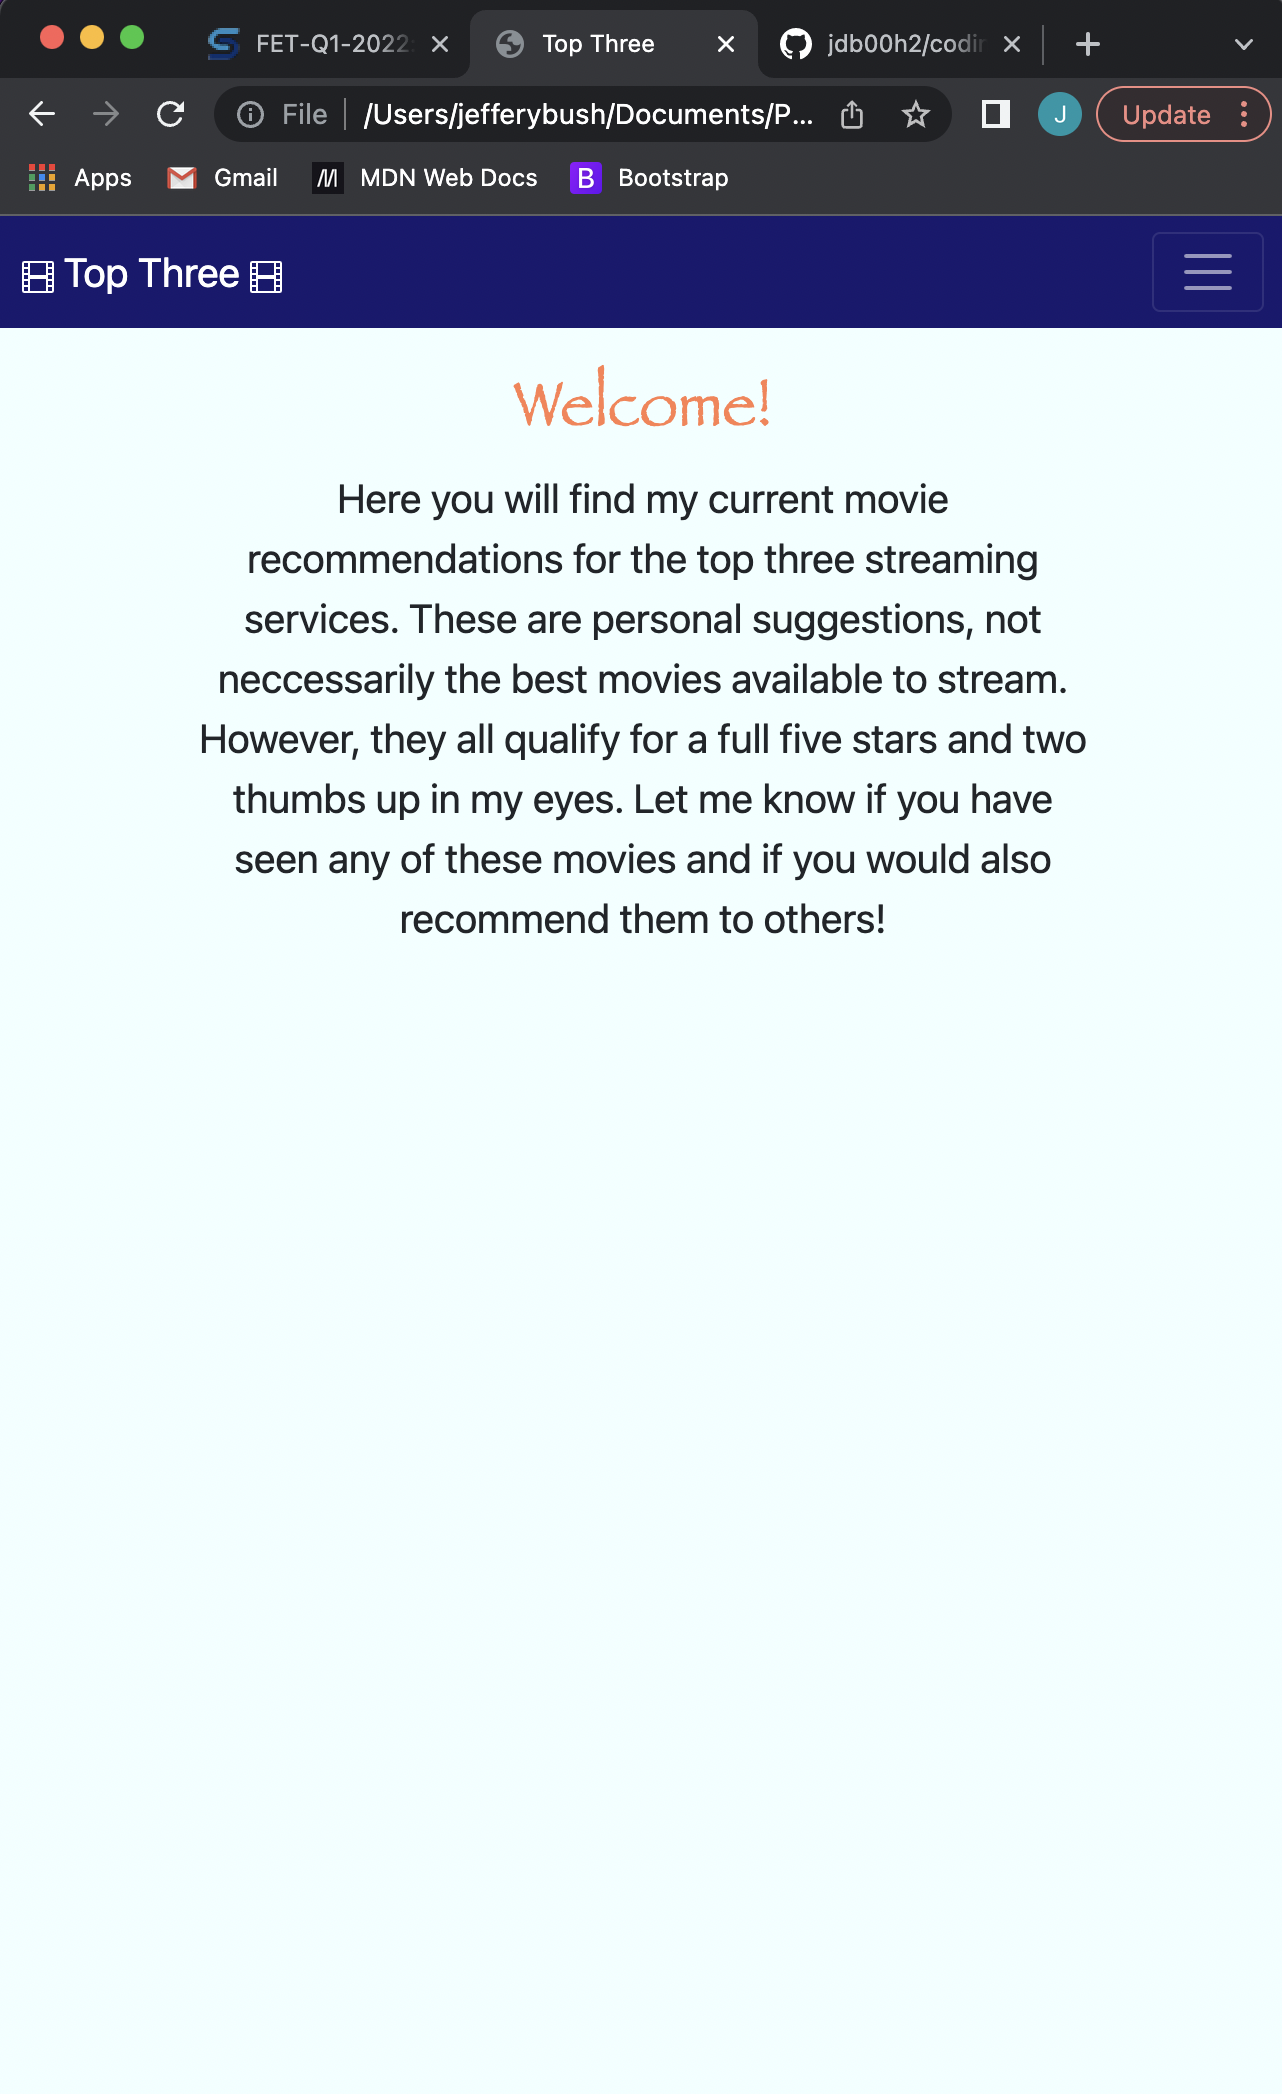 FET-Q1-2022
Top Three
jdb00h2/codin
File
/Users/jefferybush/Documents/P...
J
Update
Apps
Gmail
MDN Web Docs
B
Bootstrap
Top Three
Welcome!
Here you will find my current movie
recommendations for the top three streaming
services. These are personal suggestions, not
neccessarily the best movies available to stream.
However, they all qualify for a full five stars and two
thumbs up in my eyes. Let me know if you have
seen any of these movies and if you would also
recommend them to others!